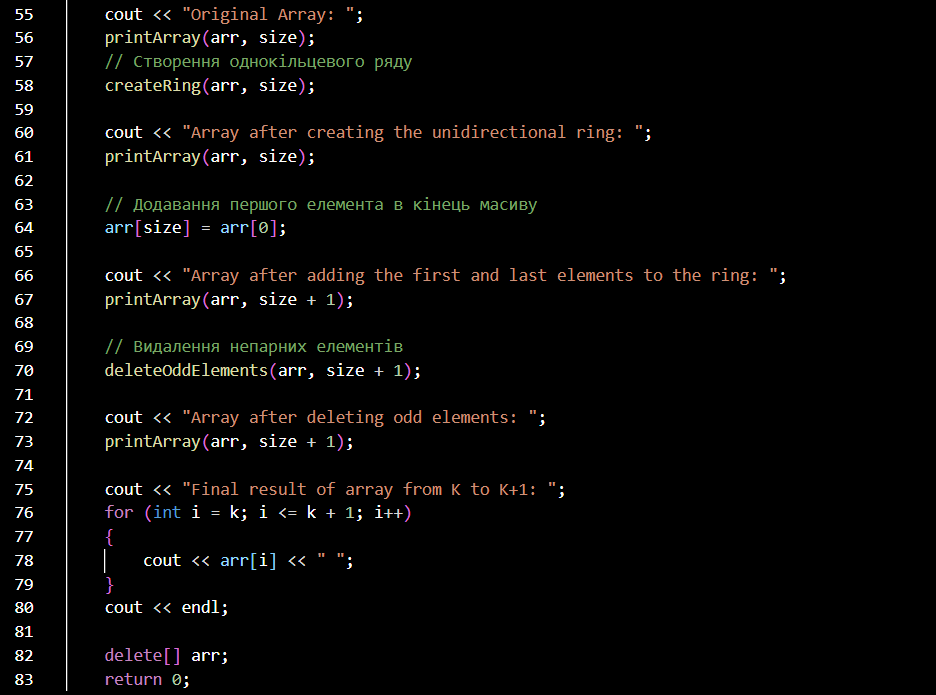 55 cout << "Original Array: ";
56 printArray(arr, size);
57 // Створення однокільцевого ряду
58 createRing(arr, size);
59
60 cout << "Array after creating the unidirectional ring: ";
61 printArray(arr, size);
62
63 // Додавання першого елемента в кінець масиву
64 arr[size] = arr[0];
65
66 cout << "Array after adding the first and last elements to the ring: ";
67 printArray(arr, size + 1);
68
69 // Видалення непарних елементів
70 deleteOddElements(arr, size + 1);
71
72 cout << "Array after deleting odd elements: ";
73 printArray(arr, size + 1);
74
75 cout << "Final result of array from K to K+1: ";
76 for (int i = k; i <= k + 1; i++)
77 {
78 cout << arr[i] << " ";
79 }
80 cout << endl;
81
82 delete[] arr;
83 return 0;